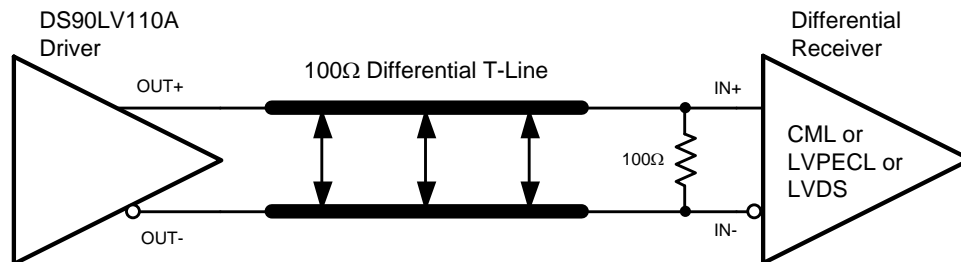 DS90LV110A
Driver
Differential
Receiver
100Ω Differential T-Line
OUT+
IN+
100Ω
CML or
LVPECL or
LVDS
OUT-
IN-